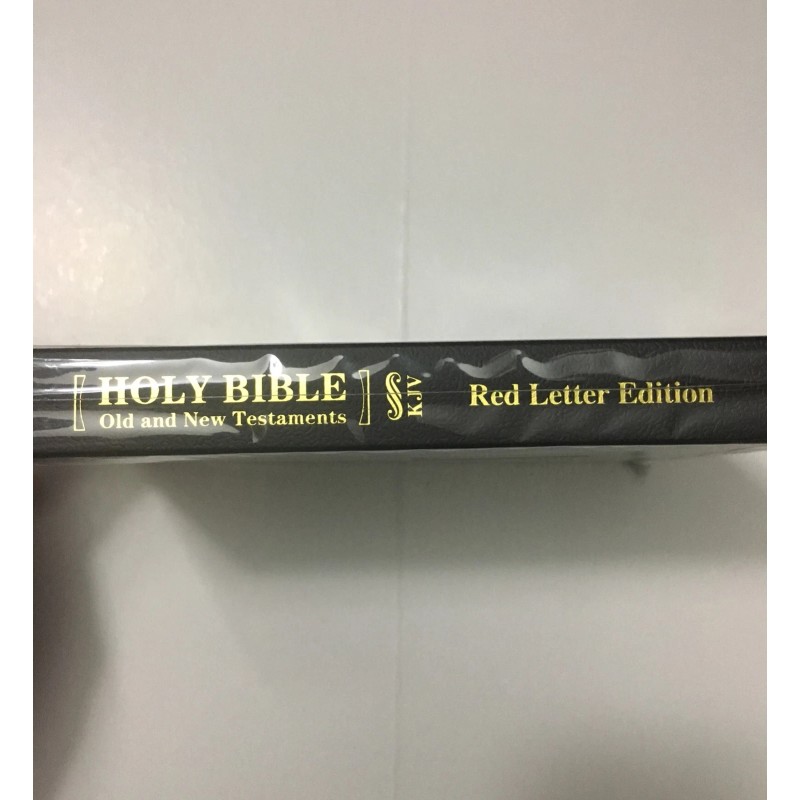 HOLY BIBLE
Old and New Testaments
KJV
Red Letter Edition